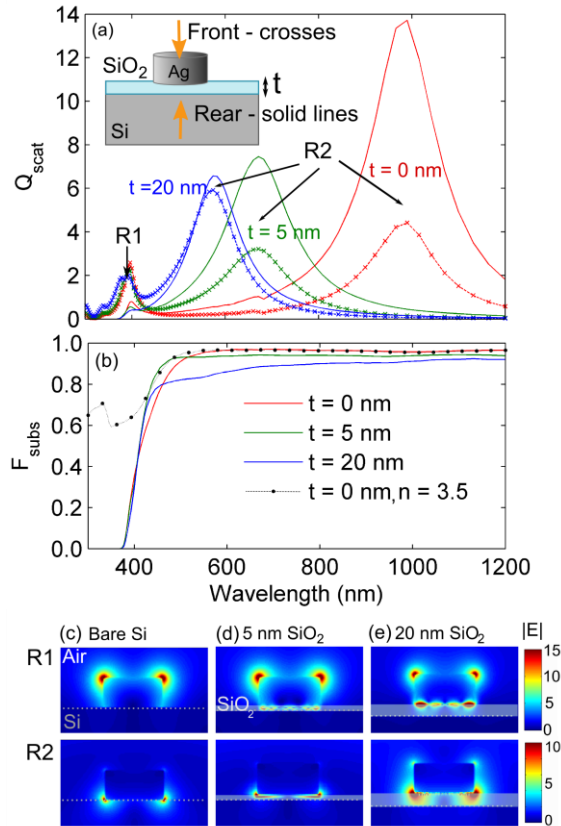 (a)
Front - crosses
SiO2
Ag
t
Si
Rear - solid lines
R2
t = 0 nm
t =20 nm
t = 5 nm
R1
Qscat
14
12
10
8
6
4
2
0
(b)
Fsubs
1.0
0.8
0.6
0.4
0.2
0.0
t = 0 nm
t = 5 nm
t = 20 nm
t = 0 nm, n = 3.5
400 600 800 1000 1200
Wavelength (nm)
(c) Bare Si (d) 5 nm SiO2 (e) 20 nm SiO2 |E|
R1
Air
Si
SiO2
15
10
5
0
R2
10
5
0